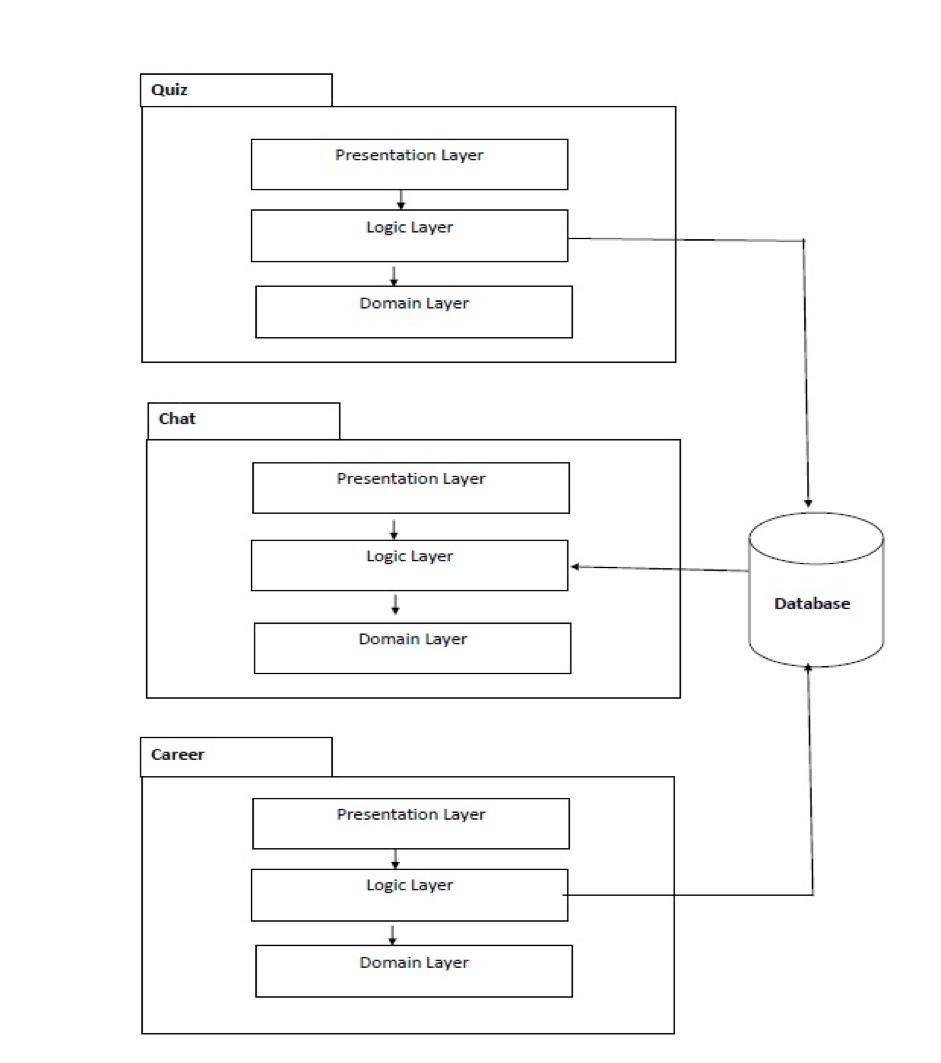 Quiz
Presentation Layer
Logic Layer
Domain Layer
Chat
Presentation Layer
Logic Layer
Domain Layer
Database
Career
Presentation Layer
Logic Layer
Domain Layer